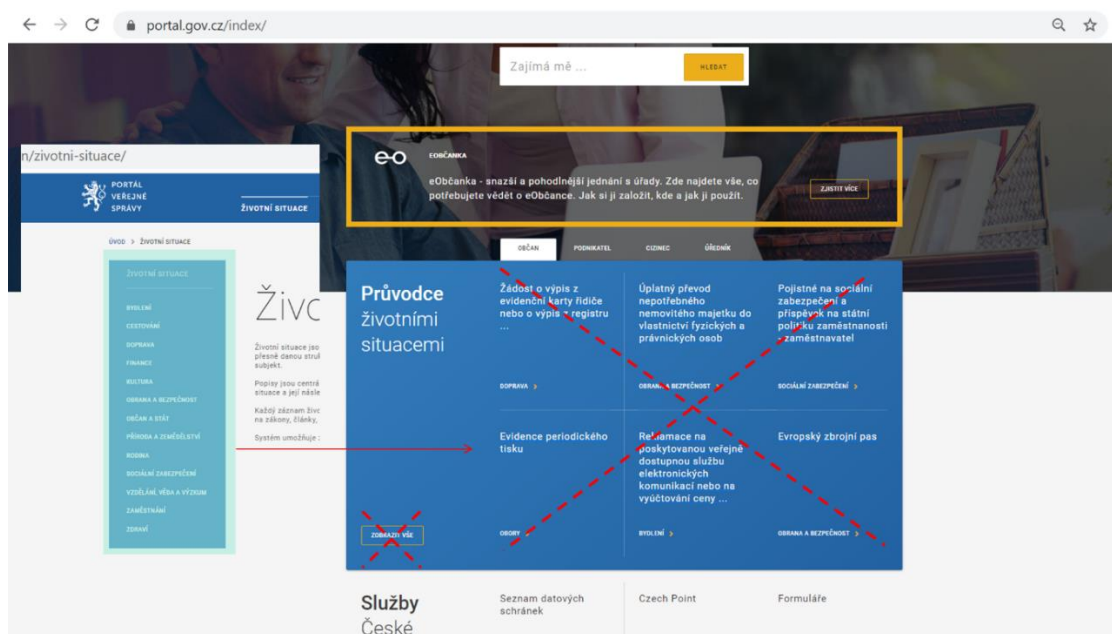 portal.gov.cz/index/
Zajímá mě ...
HLEDAT
EOBČANKA
eObčanka - snazší a pohodlnější jednání s úřady. Zde najdete vše, co
potřebujete vědět o eObčance. Jak si ji založit, kde a jak ji použít.
ZJISTIT VÍCE
n/zivotni-situace/
PORTÁL
VEŘEJNÉ
SPRÁVY
ŽIVOTNÍ SITUACE
ÚVOD > ŽIVOTNÍ SITUACE
ŽIVOTNÍ SITUACE
BYDLENÍ
CESTOVÁNÍ
DOPRAVA
FINANCE
KULTURA
OBRANA A BEZPEČNOST
OBČAN A STÁT
PŘÍRODA A ZEMĚDĚLSTVÍ
RODINA
SOCIÁLNÍ ZABEZPEČENÍ
VZDĚLÁNÍ, VĚDA A VÝZKUM
ZAMĚSTNÁNÍ
ZDRAVÍ
Živo
Životní situace jso
přesně danou struk
subjekt.
Popisy jsou centrá
situace a její násle
Každý záznam živo
na zákony, články,
Systém umožňuje z
OBČAN
PODNIKATEL
CIZINEC
ÚŘEDNÍK
Průvodce
životními
situacemi
ZOBRAZIT VŠE
Žádost o výpis z
evidenční karty řidiče
nebo o výpis z registru
...
DOPRAVA >
Úplatný převod
nepotřebného
nemovitého majetku do
vlastnictví fyzických a
právnických osob
OBRANA A BEZPEČNOST >
Pojistné na sociální
zabezpečení a
příspěvek na státní
politiku zaměstnanosti
- zaměstnavatel
SOCIÁLNÍ ZABEZPEČENÍ >
Evidence periodického
tisku
OBORY >
Reklamace na
poskytovanou veřejně
dostupnou službu
elektronických
komunikací nebo na
vyúčtování ceny ...
BYDLENÍ >
Evropský zbrojní pas
OBRANA A BEZPEČNOST >
Služby
České
Seznam datových
schránek
Czech Point
Formuláře